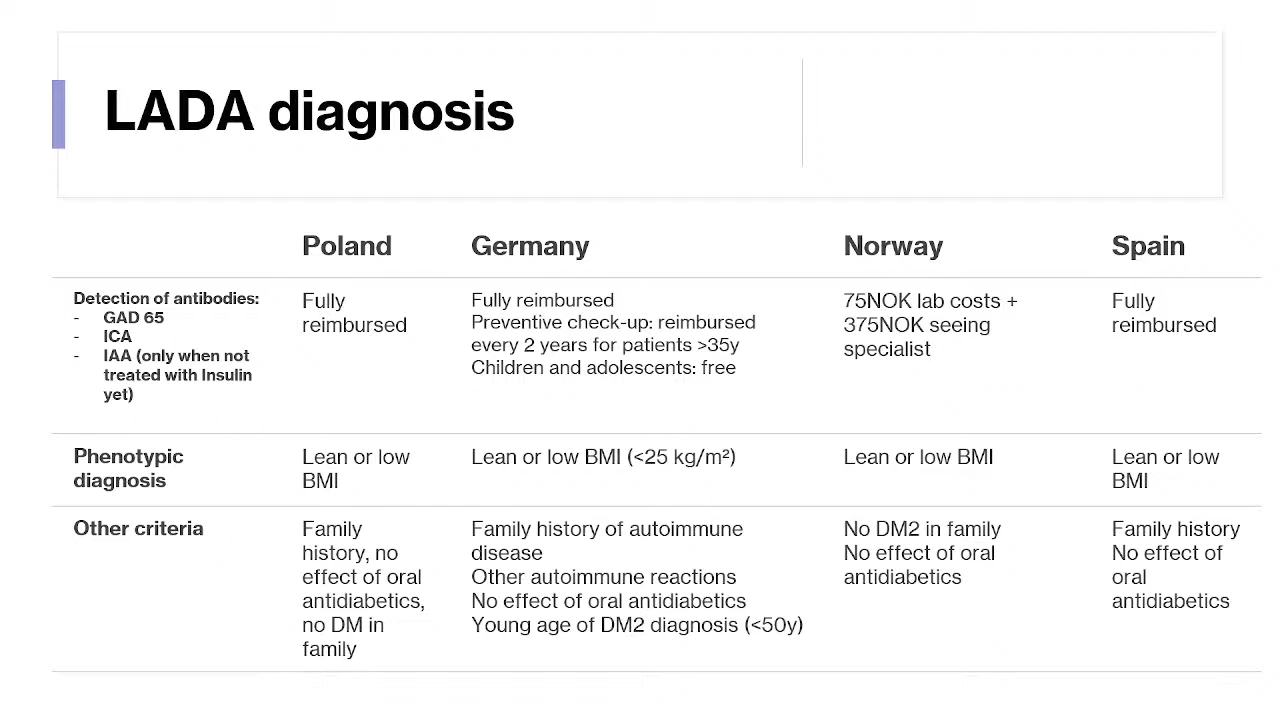 LADA diagnosis
Poland Germany Norway Spain
Detection of antibodies:
- GAD 65
- ICA
- IAA (only when not
treated with Insulin
yet)
Fully
reimbursed
Fully reimbursed
Preventive check-up: reimbursed
every 2 years for patients >35y
Children and adolescents: free
75NOK lab costs +
375NOK seeing
specialist
Fully
reimbursed
Phenotypic
diagnosis
Lean or low
BMI
Lean or low BMI (<25 kg/m²)
Lean or low BMI
Lean or low
BMI
Other criteria
Family
history, no
effect of oral
antidiabetics,
no DM in
family
Family history of autoimmune
disease
Other autoimmune reactions
No effect of oral antidiabetics
Young age of DM2 diagnosis (<50y)
No DM2 in family
No effect of oral
antidiabetics
Family history
No effect of
oral
antidiabetics